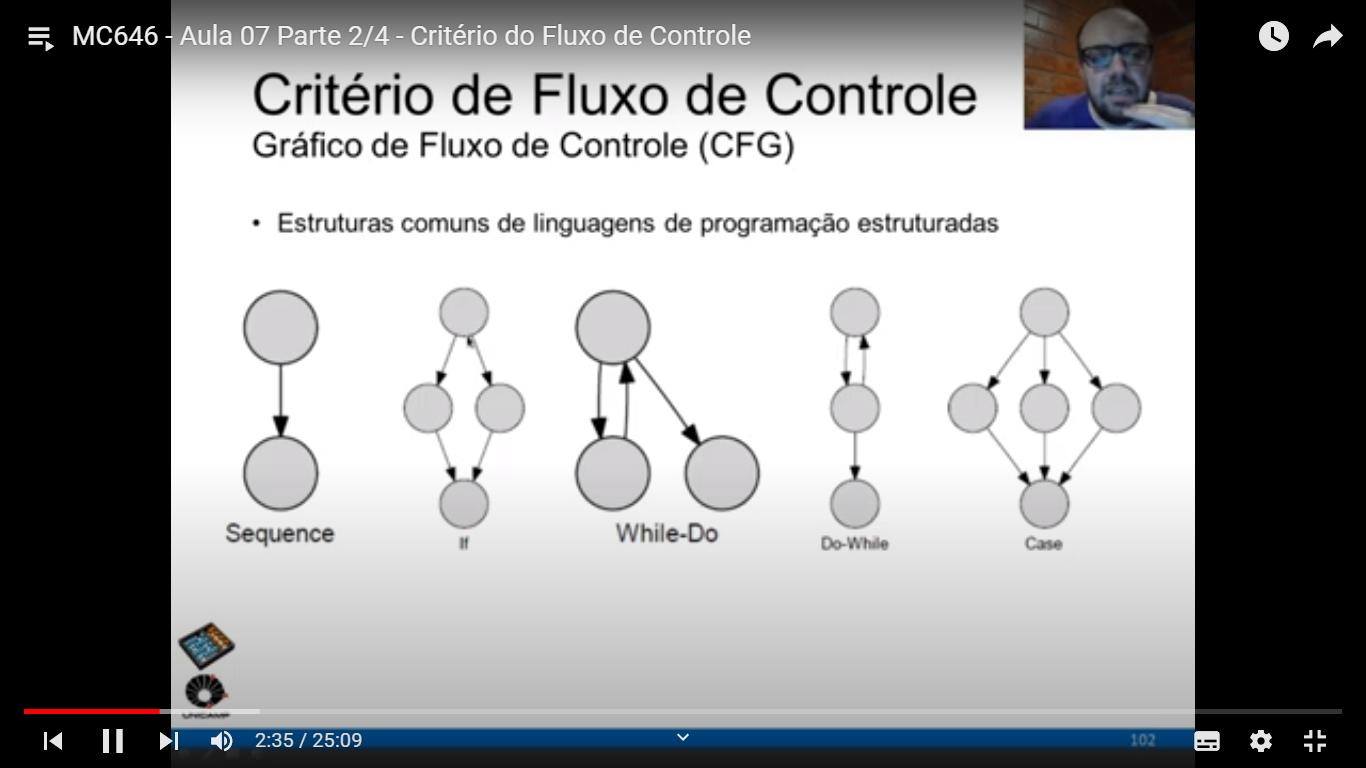 MC646 - Aula 07 Parte 2/4 - Critério do Fluxo de Controle
Critério de Fluxo de Controle
Gráfico de Fluxo de Controle (CFG)
• Estruturas comuns de linguagens de programação estruturadas
Sequence
If
While-Do
Do-While
Case
UNICAMP
2:35 / 25:09
102